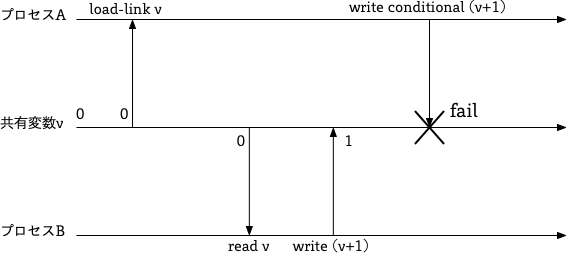 プロセスA
load-link v
write conditional (v+1)
共有変数v
0
0
fail
0
1
プロセスB
read v
write (v+1)